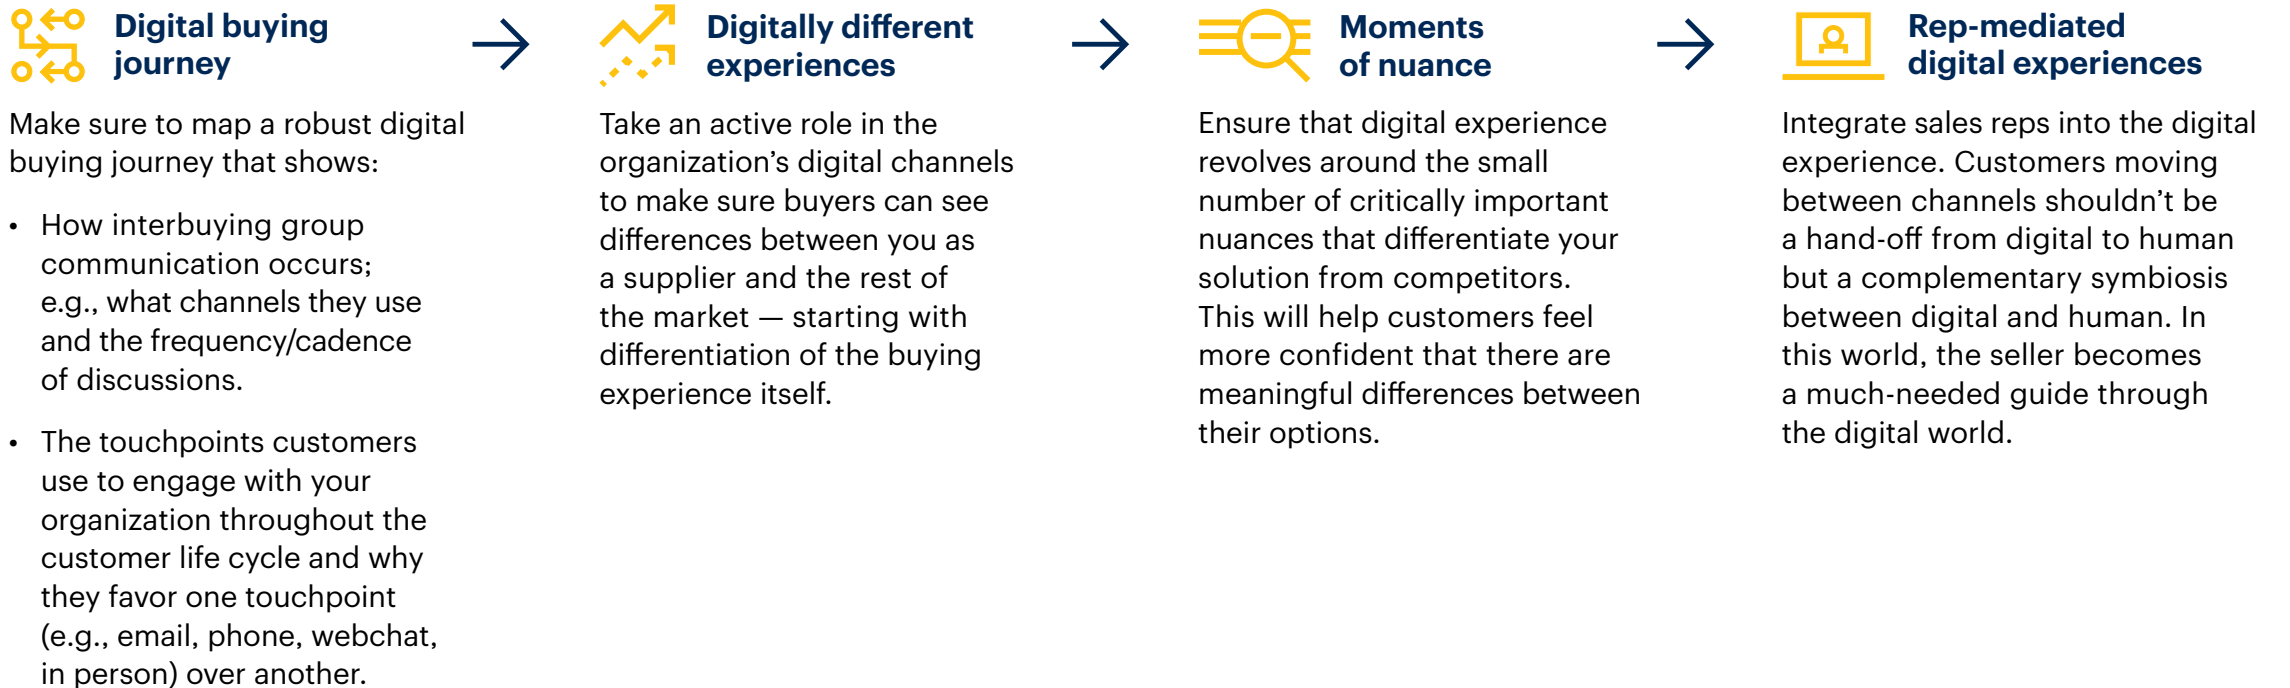 Digital buying
journey
Make sure to map a robust digital
buying journey that shows:
• How interbuying group
communication occurs;
e.g., what channels they use
and the frequency/cadence
of discussions.
• The touchpoints customers
use to engage with your
organization throughout the
customer life cycle and why
they favor one touchpoint
(e.g., email, phone, webchat,
in person) over another.
Digitally different
experiences
Take an active role in the
organization’s digital channels
to make sure buyers can see
differences between you as
a supplier and the rest of
the market — starting with
differentiation of the buying
experience itself.
Moments
of nuance
Ensure that digital experience
revolves around the small
number of critically important
nuances that differentiate your
solution from competitors.
This will help customers feel
more confident that there are
meaningful differences between
their options.
Rep-mediated
digital experiences
Integrate sales reps into the digital
experience. Customers moving
between channels shouldn’t be
a hand-off from digital to human
but a complementary symbiosis
between digital and human. In
this world, the seller becomes
a much-needed guide through
the digital world.